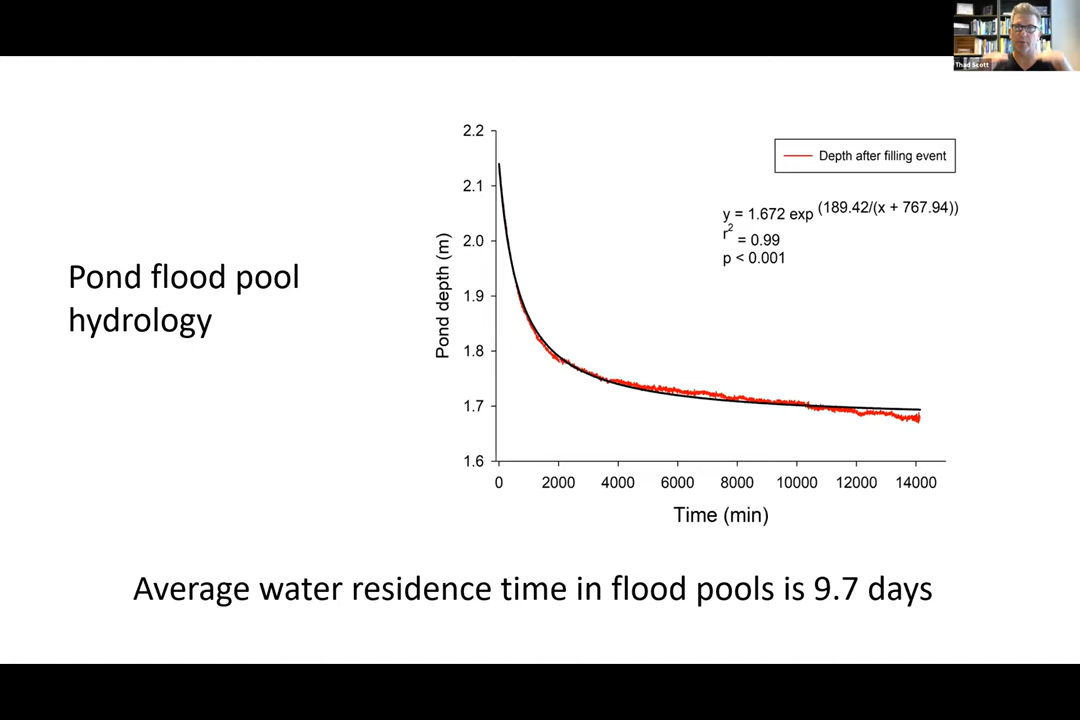 Thad Scott
Pond flood pool
hydrology
Depth after filling event
y = 1.672 exp (189.42/(x + 767.94))
r2 = 0.99
p < 0.001
Pond depth (m)
2.2
2.1
2.0
1.9
1.8
1.7
1.6
0 2000 4000 6000 8000 10000 12000 14000
Time (min)
Average water residence time in flood pools is 9.7 days